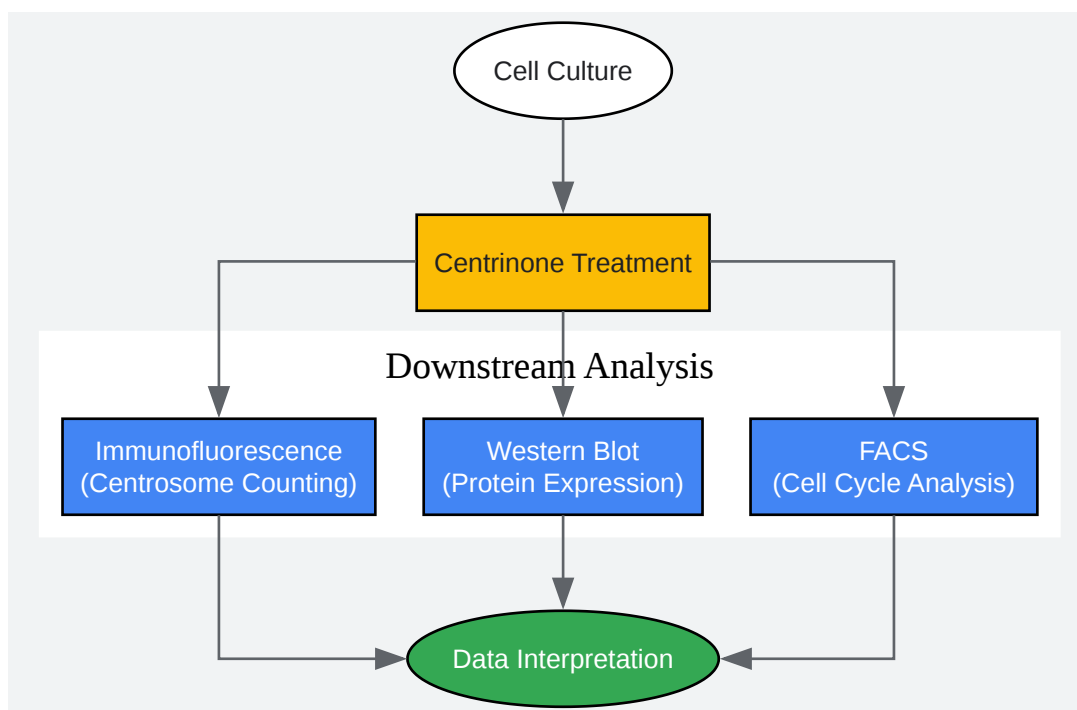 Cell Culture
Centrinone Treatment
Downstream Analysis
Immunofluorescence
(Centrosome Counting)
Western Blot
(Protein Expression)
FACS
(Cell Cycle Analysis)
Data Interpretation